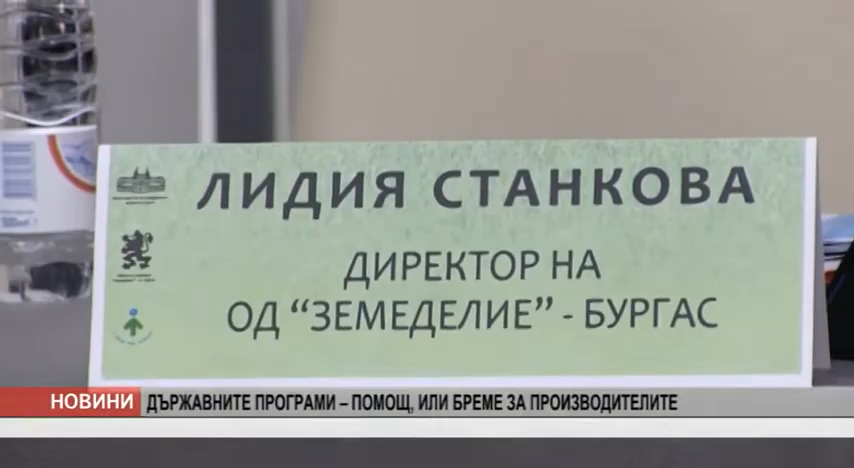 ЛИДИЯ СТАНКОВА
ДИРЕКТОР НА
ОД “ЗЕМЕДЕЛИЕ” - БУРГАС
НОВИНИ
ДЪРЖАВНИТЕ ПРОГРАМИ – ПОМОЩ, ИЛИ БРЕМЕ ЗА ПРОИЗВОДИТЕЛИТЕ